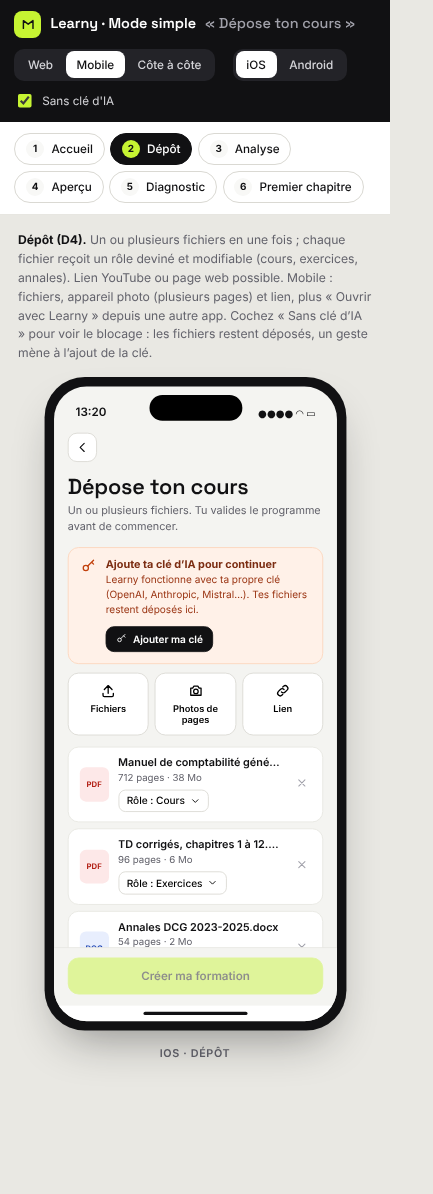 Learny · Mode simple « Dépose ton cours »
Web Mobile Côte à côte iOS Android
Sans clé d'IA
1 Accueil 2 Dépôt 3 Analyse
4 Aperçu 5 Diagnostic 6 Premier chapitre
Dépôt (D4). Un ou plusieurs fichiers en une fois ; chaque
fichier reçoit un rôle deviné et modifiable (cours, exercices,
annales). Lien YouTube ou page web possible. Mobile :
fichiers, appareil photo (plusieurs pages) et lien, plus « Ouvrir
avec Learny » depuis une autre app. Cochez « Sans clé d'IA
» pour voir le blocage : les fichiers restent déposés, un geste
mène à l'ajout de la clé.
13:20
Dépose ton cours
Un ou plusieurs fichiers. Tu valides le programme
avant de commencer.
Ajoute ta clé d'IA pour continuer
Learny fonctionne avec ta propre clé
(OpenAI, Anthropic, Mistral…). Tes fichiers
restent déposés ici.
Ajouter ma clé
Fichiers
Photos de
pages
Lien
PDF
Manuel de comptabilité géné...
712 pages · 38 Mo
Rôle : Cours
PDF
TD corrigés, chapitres 1 à 12....
96 pages · 6 Mo
Rôle : Exercices
Annales DCG 2023-2025.docx
54 pages · 2 Mo
Créer ma formation
IOS · DÉPÔT